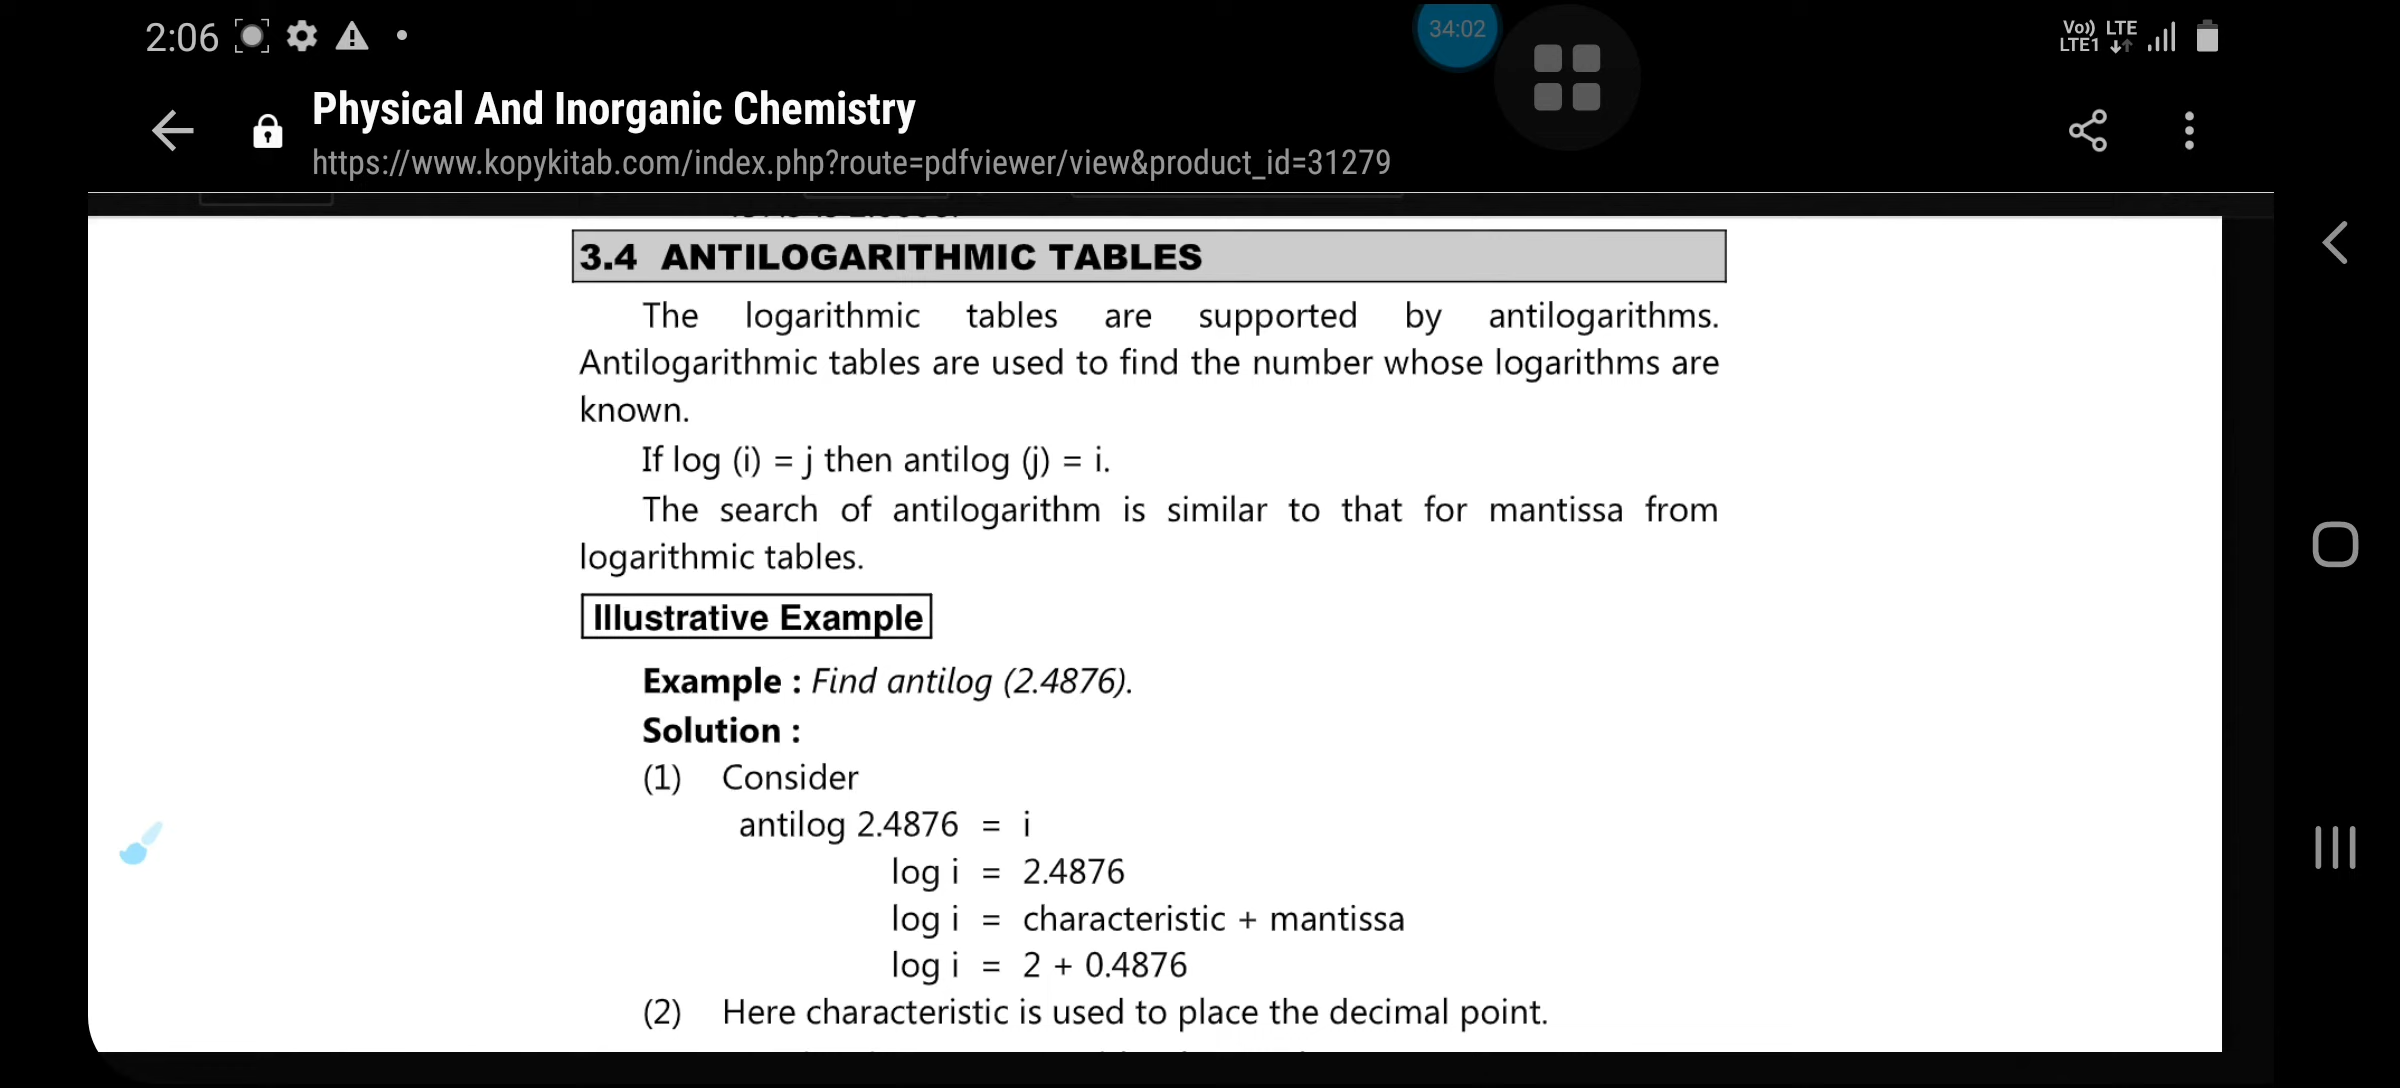 2:06
34:02
Vo)) LTE
LTE1
Physical And Inorganic Chemistry
https://www.kopykitab.com/index.php?route=pdfviewer/view&product_id=31279
3.4 ANTILOGARITHMIC TABLES
The logarithmic tables are supported by antilogarithms.
Antilogarithmic tables are used to find the number whose logarithms are
known.
If log (i) = j then antilog (j) = i.
The search of antilogarithm is similar to that for mantissa from
logarithmic tables.
Illustrative Example
Example : Find antilog (2.4876).
Solution :
(1) Consider
antilog 2.4876 = i
log i = 2.4876
log i = characteristic + mantissa
log i = 2 + 0.4876
(2) Here characteristic is used to place the decimal point.